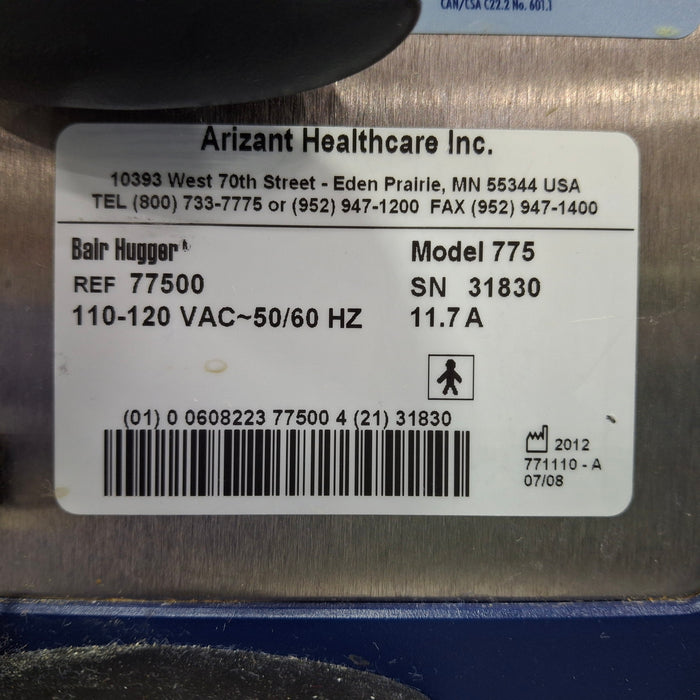 CAN/CSA C22.2 No. 601.1
Arizant Healthcare Inc.
10393 West 70th Street - Eden Prairie, MN 55344 USA
TEL (800) 733-7775 or (952) 947-1200 FAX (952) 947-1400
Bair Hugger® Model 775
REF 77500 SN 31830
110-120 VAC~50/60 HZ 11.7 A
(01) 0 0608223 77500 4 (21) 31830
2012
771110 - A
07/08